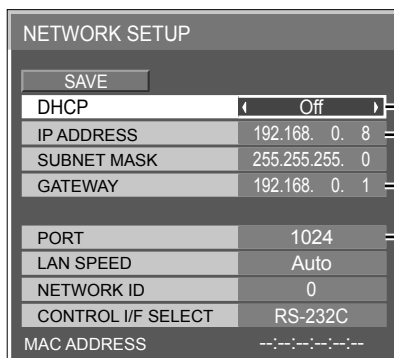 NETWORK SETUP
SAVE
DHCP Off
IP ADDRESS 192.168. 0. 8
SUBNET MASK 255.255.255. 0
GATEWAY 192.168. 0. 1
PORT 1024
LAN SPEED Auto
NETWORK ID 0
CONTROL I/F SELECT RS-232C
MAC ADDRESS --:--:--:--:--:--